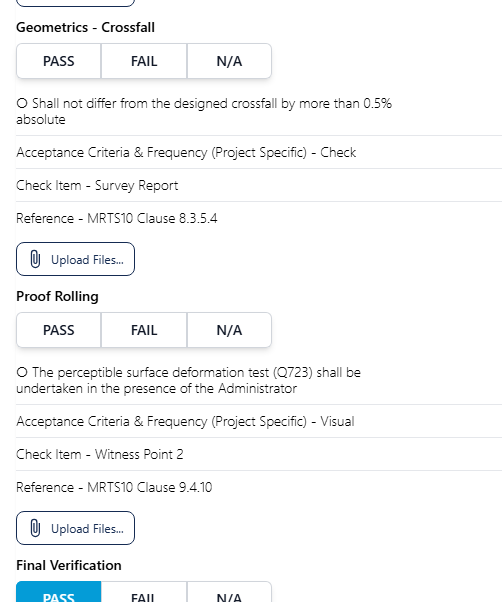 Geometrics - Crossfall
PASS FAIL N/A
O Shall not differ from the designed crossfall by more than 0.5%
absolute
Acceptance Criteria & Frequency (Project Specific) - Check
Check Item - Survey Report
Reference - MRTS10 Clause 8.3.5.4
Upload Files...
Proof Rolling
PASS FAIL N/A
O The perceptible surface deformation test (Q723) shall be
undertaken in the presence of the Administrator
Acceptance Criteria & Frequency (Project Specific) - Visual
Check Item - Witness Point 2
Reference - MRTS10 Clause 9.4.10
Upload Files...
Final Verification
PASS FAIL N/A